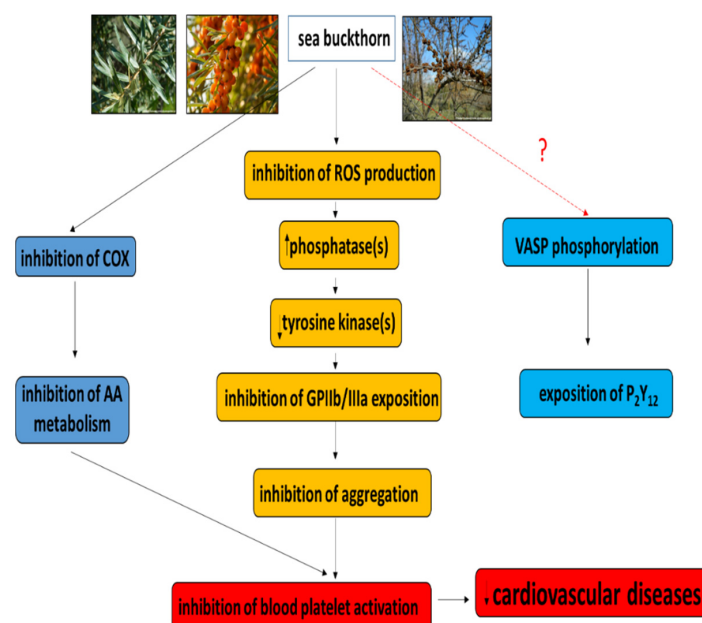 sea buckthorn
?
inhibition of ROS production
↑phosphatase(s)
VASP phosphorylation
inhibition of COX
↓tyrosine kinase(s)
inhibition of AA
metabolism
inhibition of GPIIb/IIIa exposition
exposition of P₂Y₁₂
inhibition of aggregation
inhibition of blood platelet activation
↓cardiovascular diseases